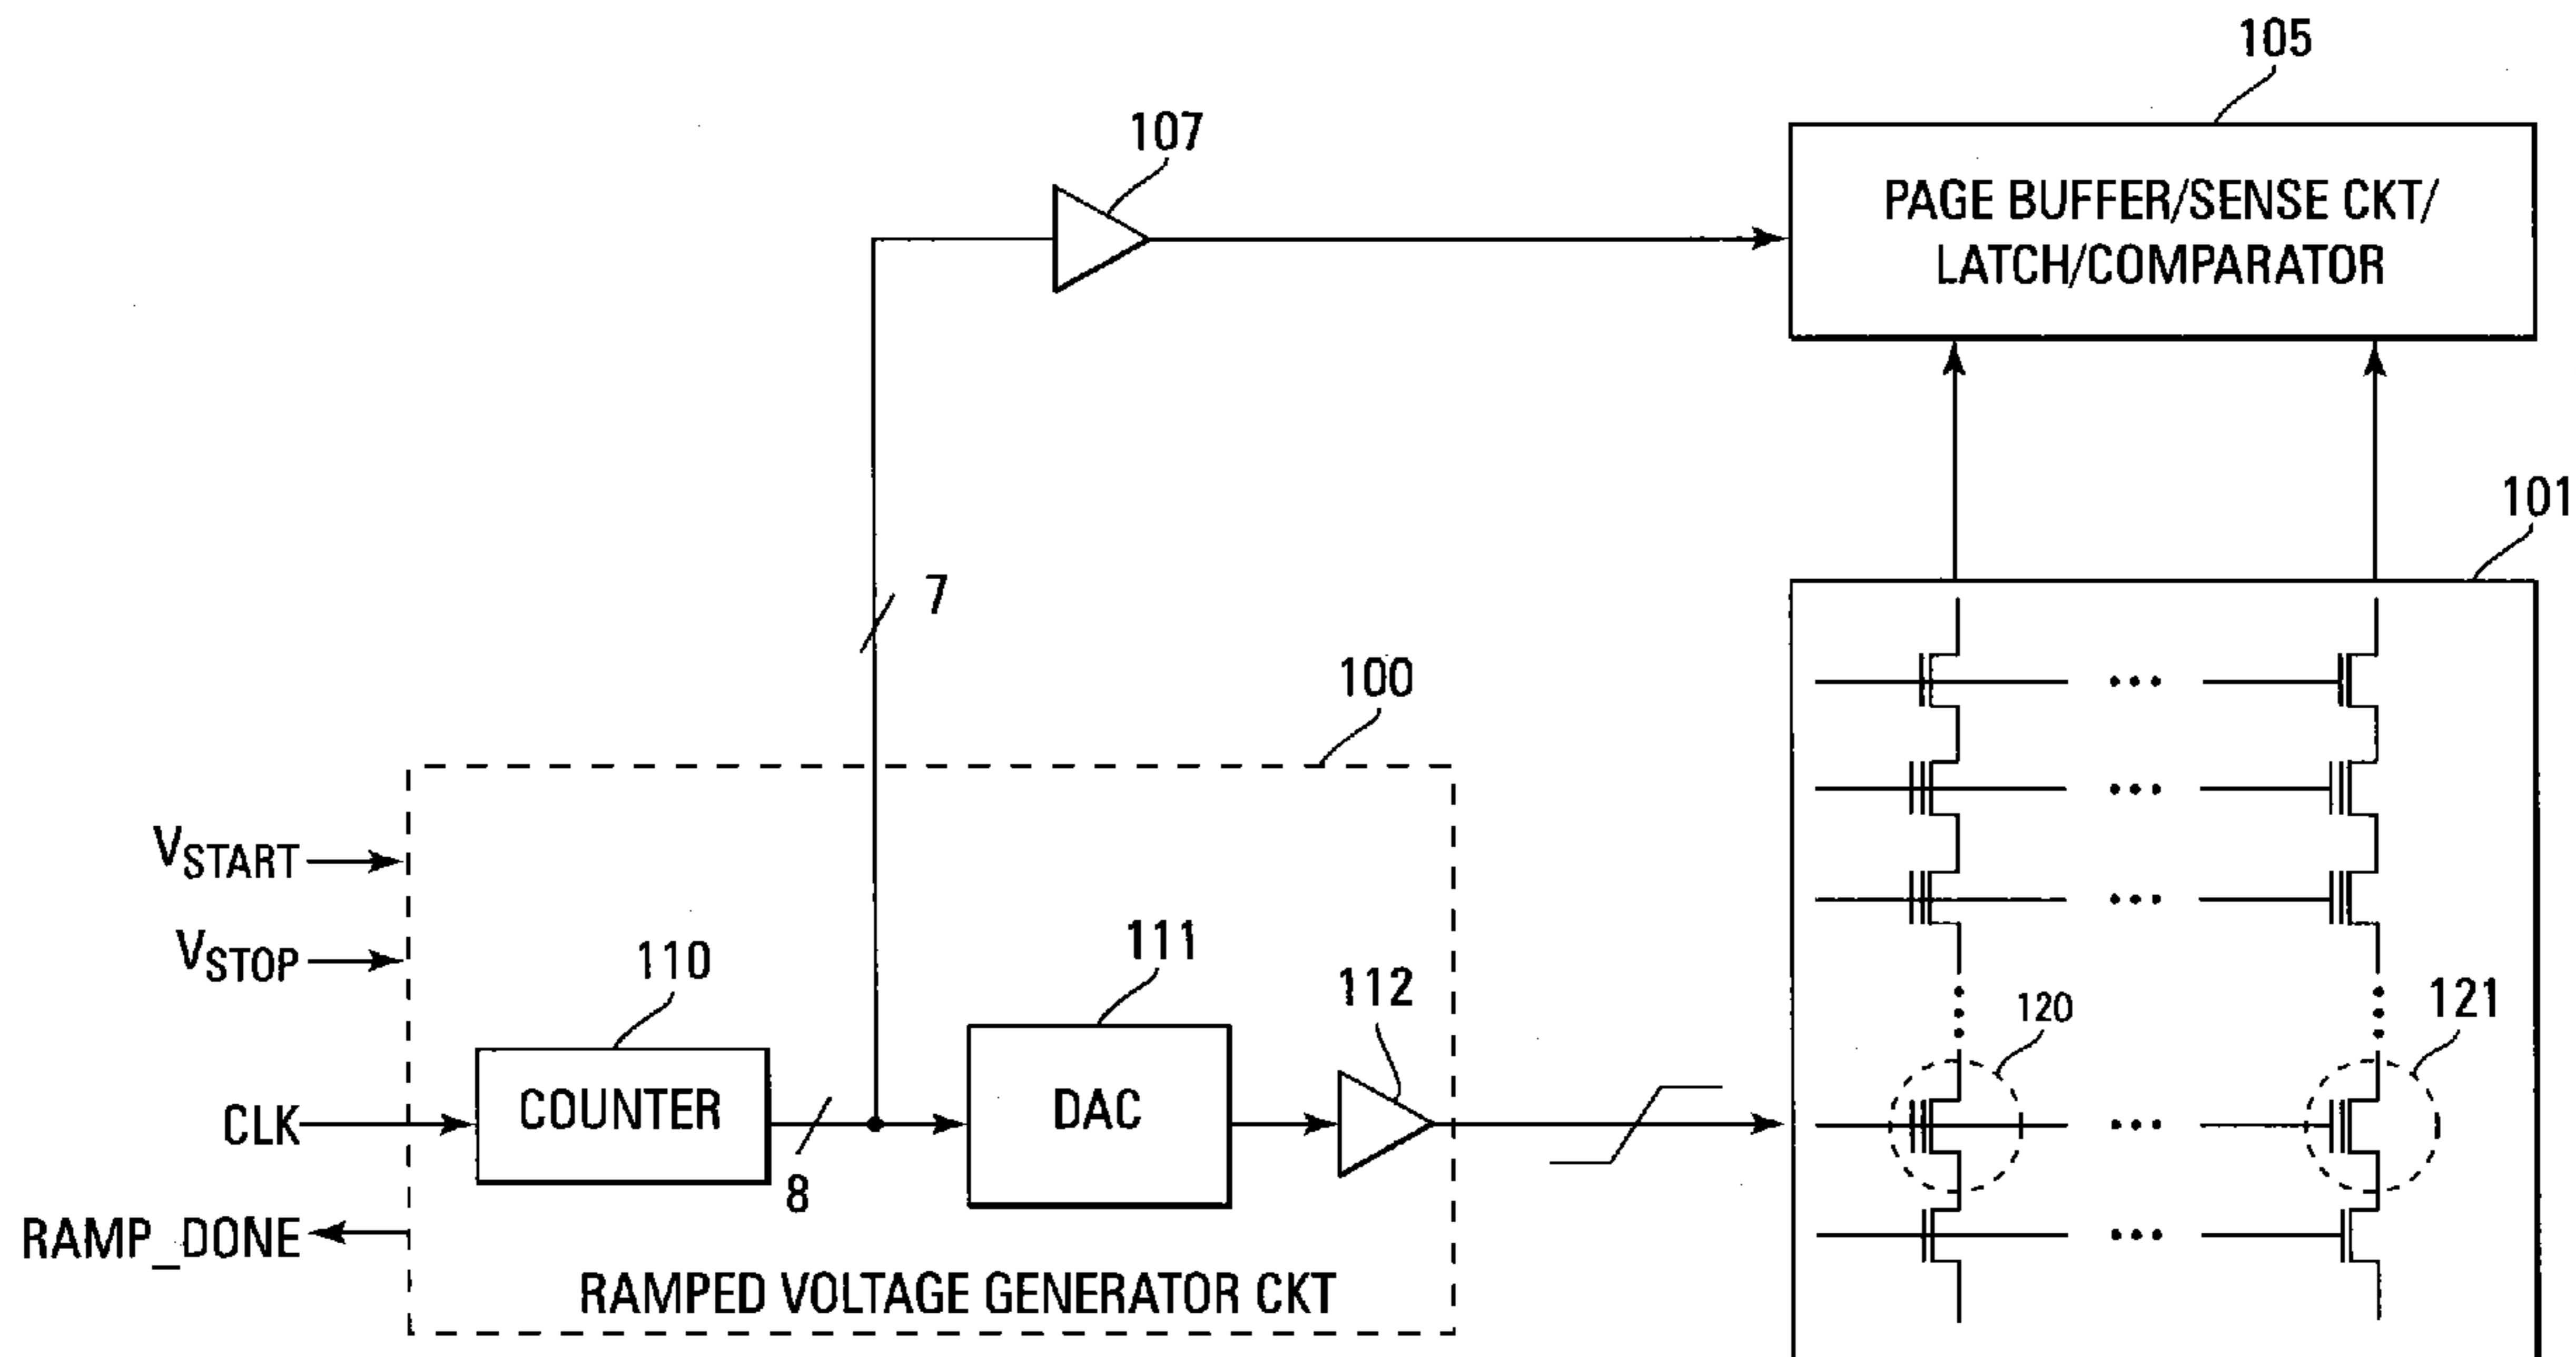 105
107
PAGE BUFFER/SENSE CKT/
LATCH/COMPARATOR
101
7
100
VSTART
VSTOP
110
111
112
120
121
CLK
COUNTER
8
DAC
RAMP_DONE
RAMPED VOLTAGE GENERATOR CKT